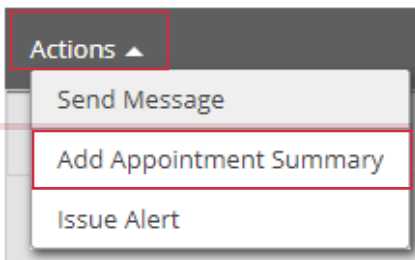 Actions ▲
Send Message
Add Appointment Summary
Issue Alert